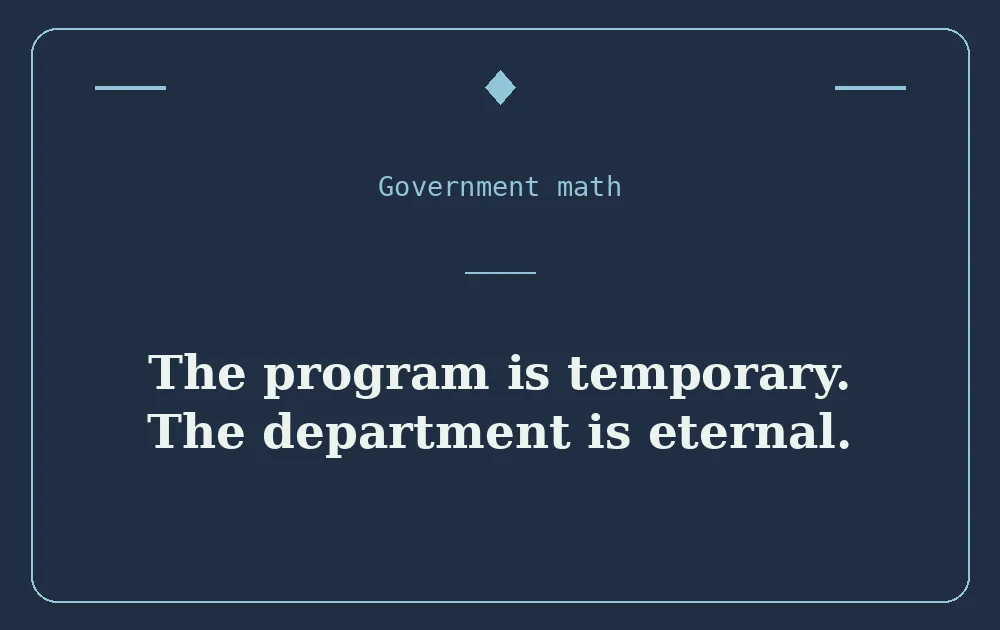 Government math
The program is temporary.
The department is eternal.